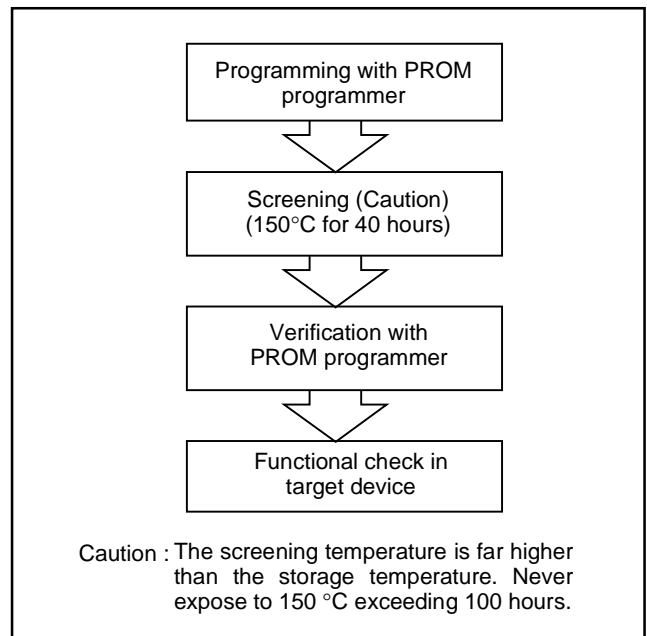 Programming with PROM
programmer
Screening (Caution)
(150°C for 40 hours)
Verification with
PROM programmer
Functional check in
target device
Caution : The screening temperature is far higher
than the storage temperature. Never
expose to 150 °C exceeding 100 hours.